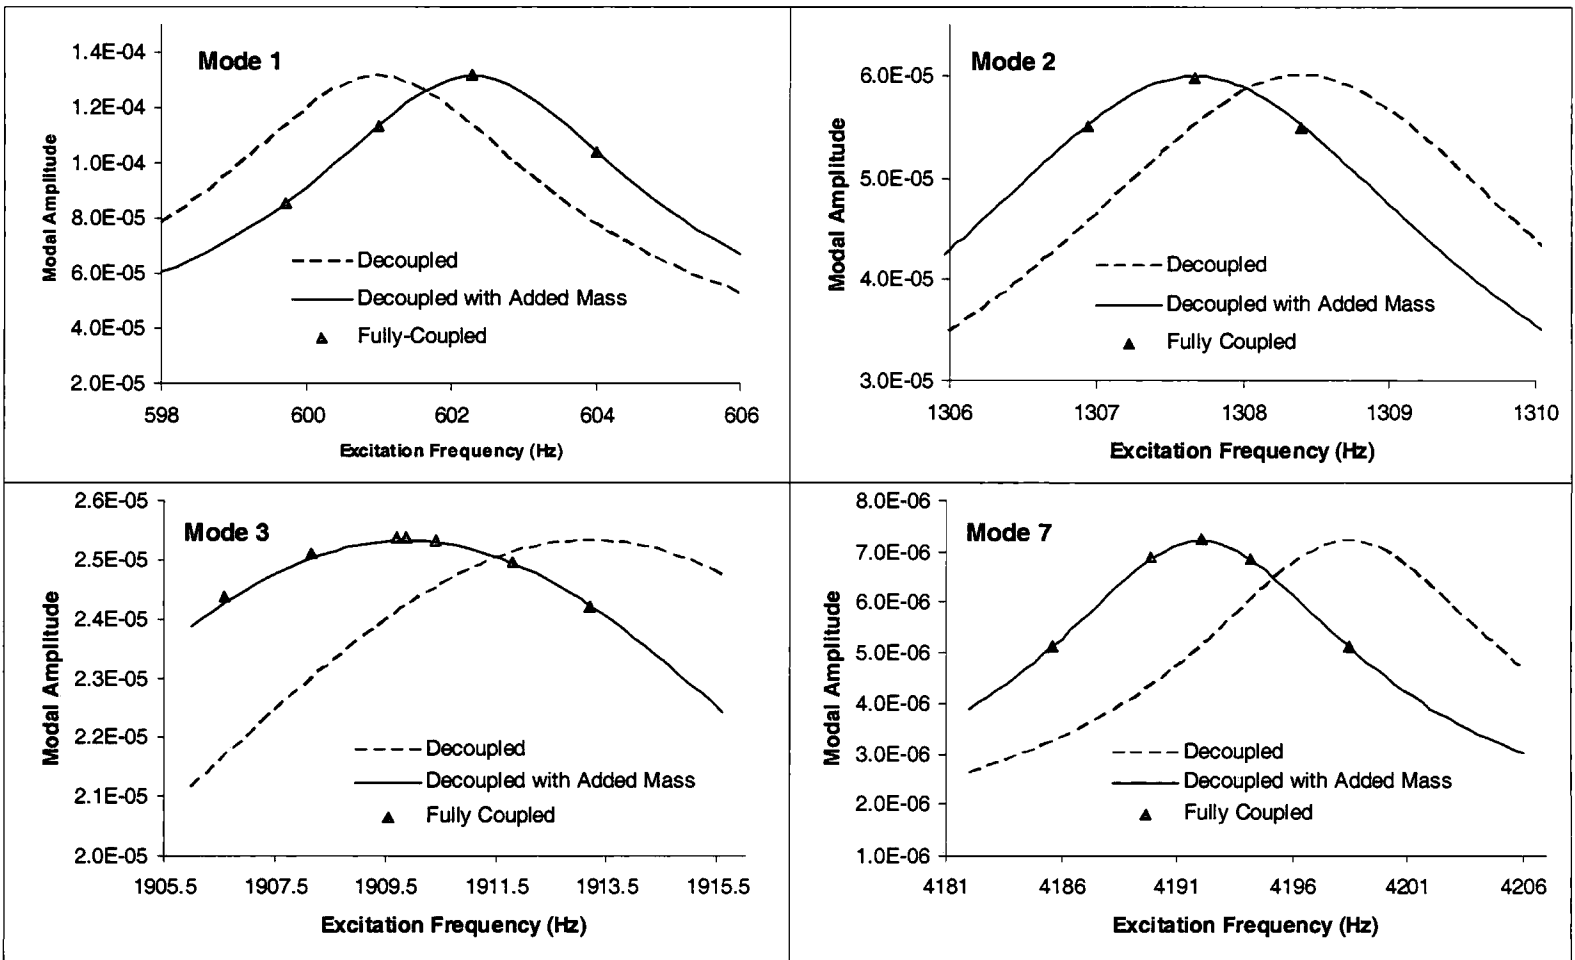 Mode 1
1.4E-04
1.2E-04
1.0E-04
8.0E-05
6.0E-05
4.0E-05
2.0E-05
Modal Amplitude
Decoupled
Decoupled with Added Mass
Fully-Coupled
598 600 602 604 606
Excitation Frequency (Hz)
Mode 2
6.0E-05
5.0E-05
4.0E-05
3.0E-05
Modal Amplitude
Decoupled
Decoupled with Added Mass
Fully Coupled
1306 1307 1308 1309 1310
Excitation Frequency (Hz)
Mode 3
2.6E-05
2.5E-05
2.4E-05
2.3E-05
2.2E-05
2.1E-05
2.0E-05
Modal Amplitude
Decoupled
Decoupled with Added Mass
Fully Coupled
1905.5 1907.5 1909.5 1911.5 1913.5 1915.5
Excitation Frequency (Hz)
Mode 7
8.0E-06
7.0E-06
6.0E-06
5.0E-06
4.0E-06
3.0E-06
2.0E-06
1.0E-06
Modal Amplitude
Decoupled
Decoupled with Added Mass
Fully Coupled
4181 4186 4191 4196 4201 4206
Excitation Frequency (Hz)